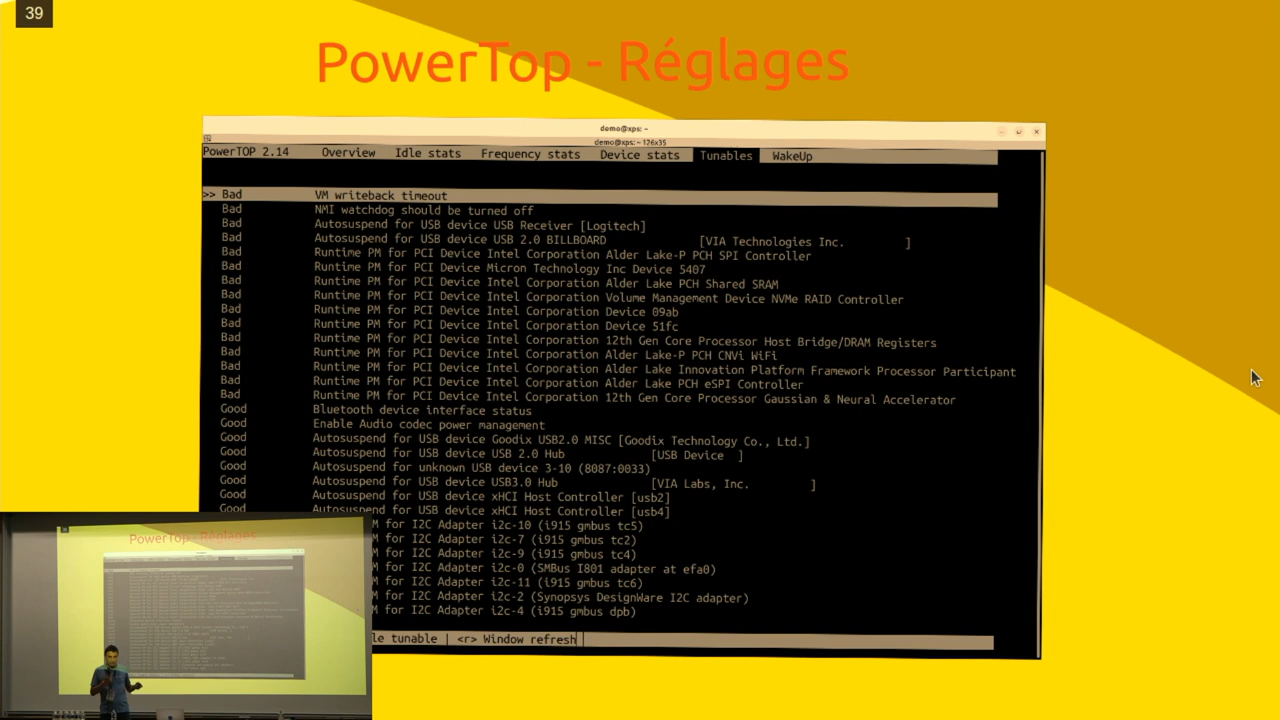 39
PowerTop - Réglages
demo@xps: ~
demo@xps: ~ 126x35
PowerTOP 2.14 Overview Idle stats Frequency stats Device stats Tunables WakeUp
>> Bad VM writeback timeout
Bad NMI watchdog should be turned off
Bad Autosuspend for USB device USB Receiver [Logitech]
Bad Autosuspend for USB device USB 2.0 BILLBOARD [VIA Technologies Inc. ]
Bad Runtime PM for PCI Device Intel Corporation Alder Lake-P PCH SPI Controller
Bad Runtime PM for PCI Device Micron Technology Inc Device 5407
Bad Runtime PM for PCI Device Intel Corporation Alder Lake PCH Shared SRAM
Bad Runtime PM for PCI Device Intel Corporation Volume Management Device NVMe RAID Controller
Bad Runtime PM for PCI Device Intel Corporation Device 09ab
Bad Runtime PM for PCI Device Intel Corporation Device 51fc
Bad Runtime PM for PCI Device Intel Corporation 12th Gen Core Processor Host Bridge/DRAM Registers
Bad Runtime PM for PCI Device Intel Corporation Alder Lake-P PCH CNVi WiFi
Bad Runtime PM for PCI Device Intel Corporation Alder Lake Innovation Platform Framework Processor Participant
Bad Runtime PM for PCI Device Intel Corporation Alder Lake PCH eSPI Controller
Bad Runtime PM for PCI Device Intel Corporation 12th Gen Core Processor Gaussian & Neural Accelerator
Good Bluetooth device interface status
Good Enable Audio codec power management
Good Autosuspend for USB device Goodix USB2.0 MISC [Goodix Technology Co., Ltd.]
Good Autosuspend for USB device USB 2.0 Hub [USB Device ]
Good Autosuspend for unknown USB device 3-10 (8087:0033)
Good Autosuspend for USB device USB3.0 Hub [VIA Labs, Inc. ]
Good Autosuspend for USB device xHCI Host Controller [usb2]
Good Autosuspend for USB device xHCI Host Controller [usb4]
M for I2C Adapter i2c-10 (i915 gmbus tc5)
M for I2C Adapter i2c-7 (i915 gmbus tc2)
M for I2C Adapter i2c-9 (i915 gmbus tc4)
M for I2C Adapter i2c-0 (SMBus I801 adapter at efa0)
M for I2C Adapter i2c-11 (i915 gmbus tc6)
M for I2C Adapter i2c-2 (Synopsys DesignWare I2C adapter)
M for I2C Adapter i2c-4 (i915 gmbus dpb)
le tunable | <r> Window refresh
PowerTop - Réglages